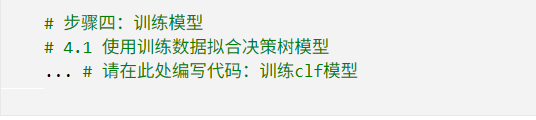 # 步骤四：训练模型
# 4.1 使用训练数据拟合决策树模型
... # 请在此处编写代码：训练clf模型